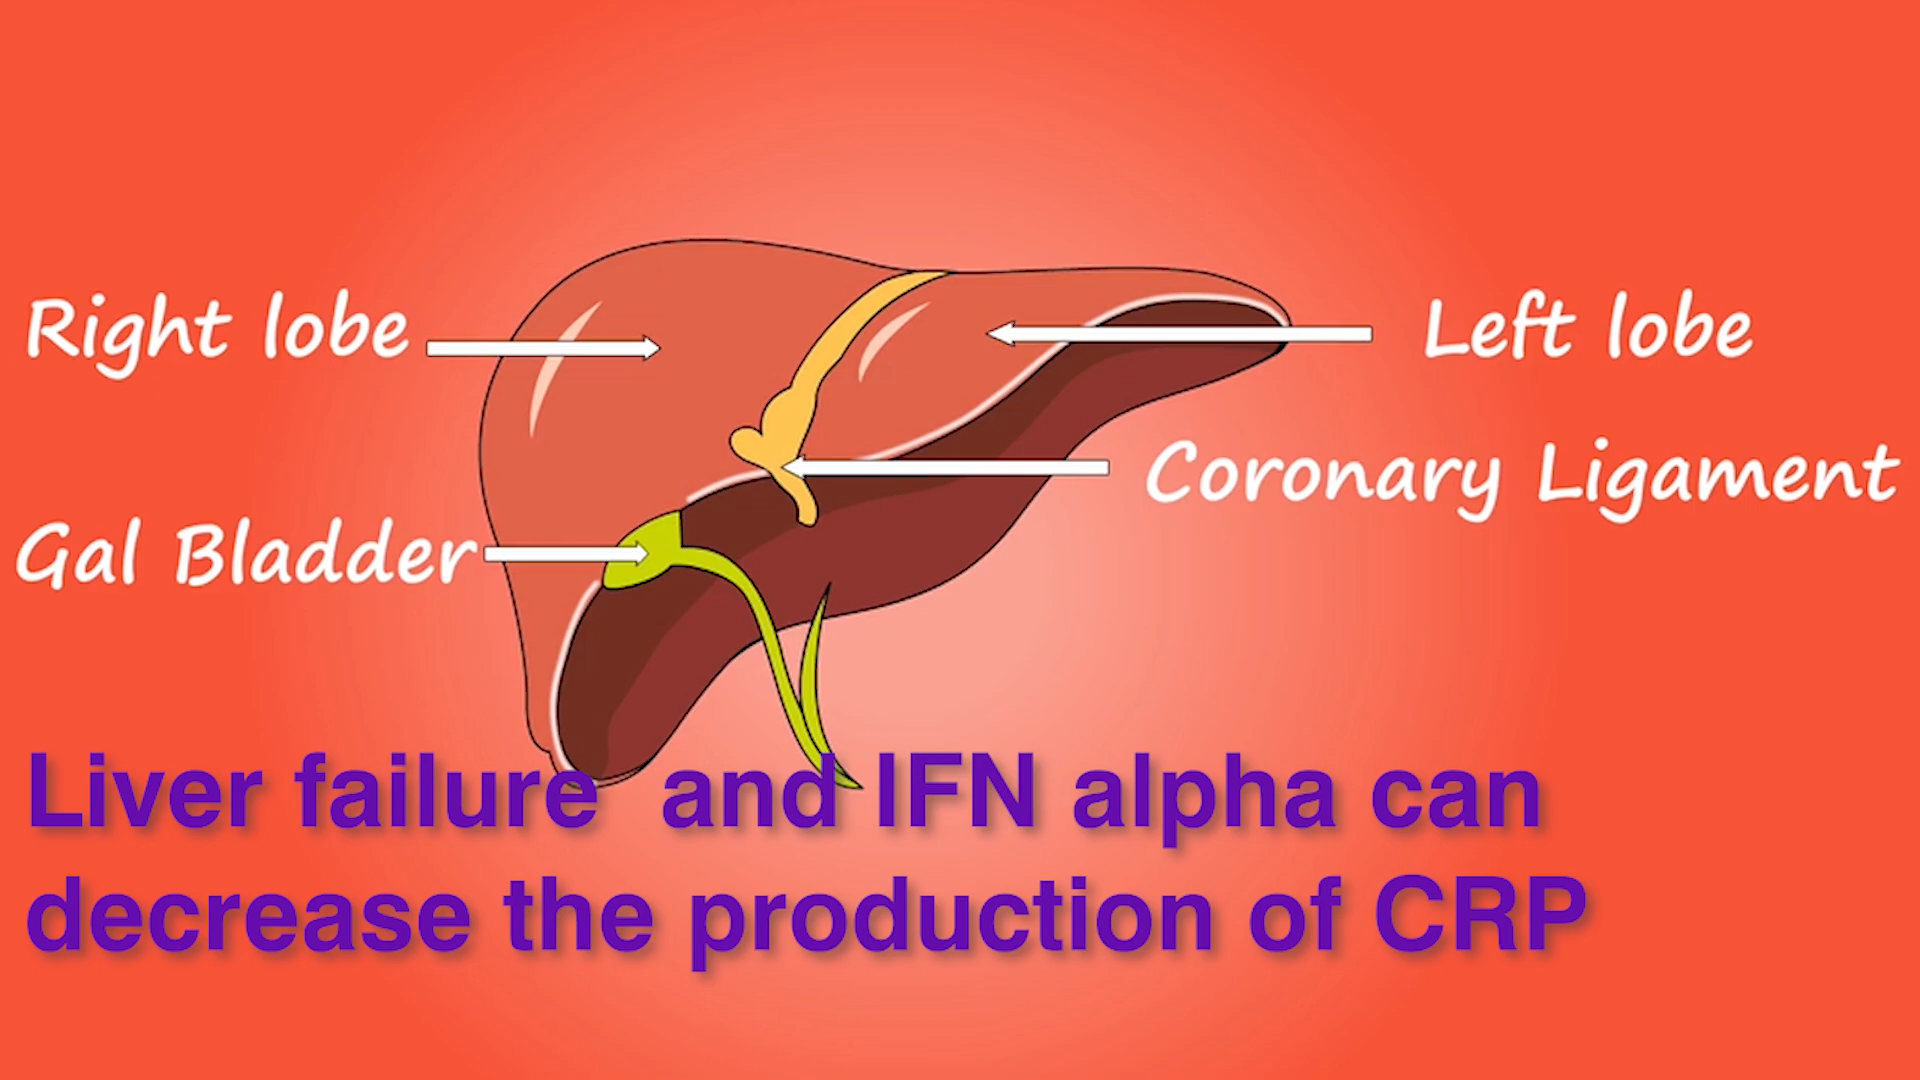 Right lobe
Left lobe
Coronary Ligament
Gal Bladder
Liver failure  and IFN alpha can
decrease the production of CRP